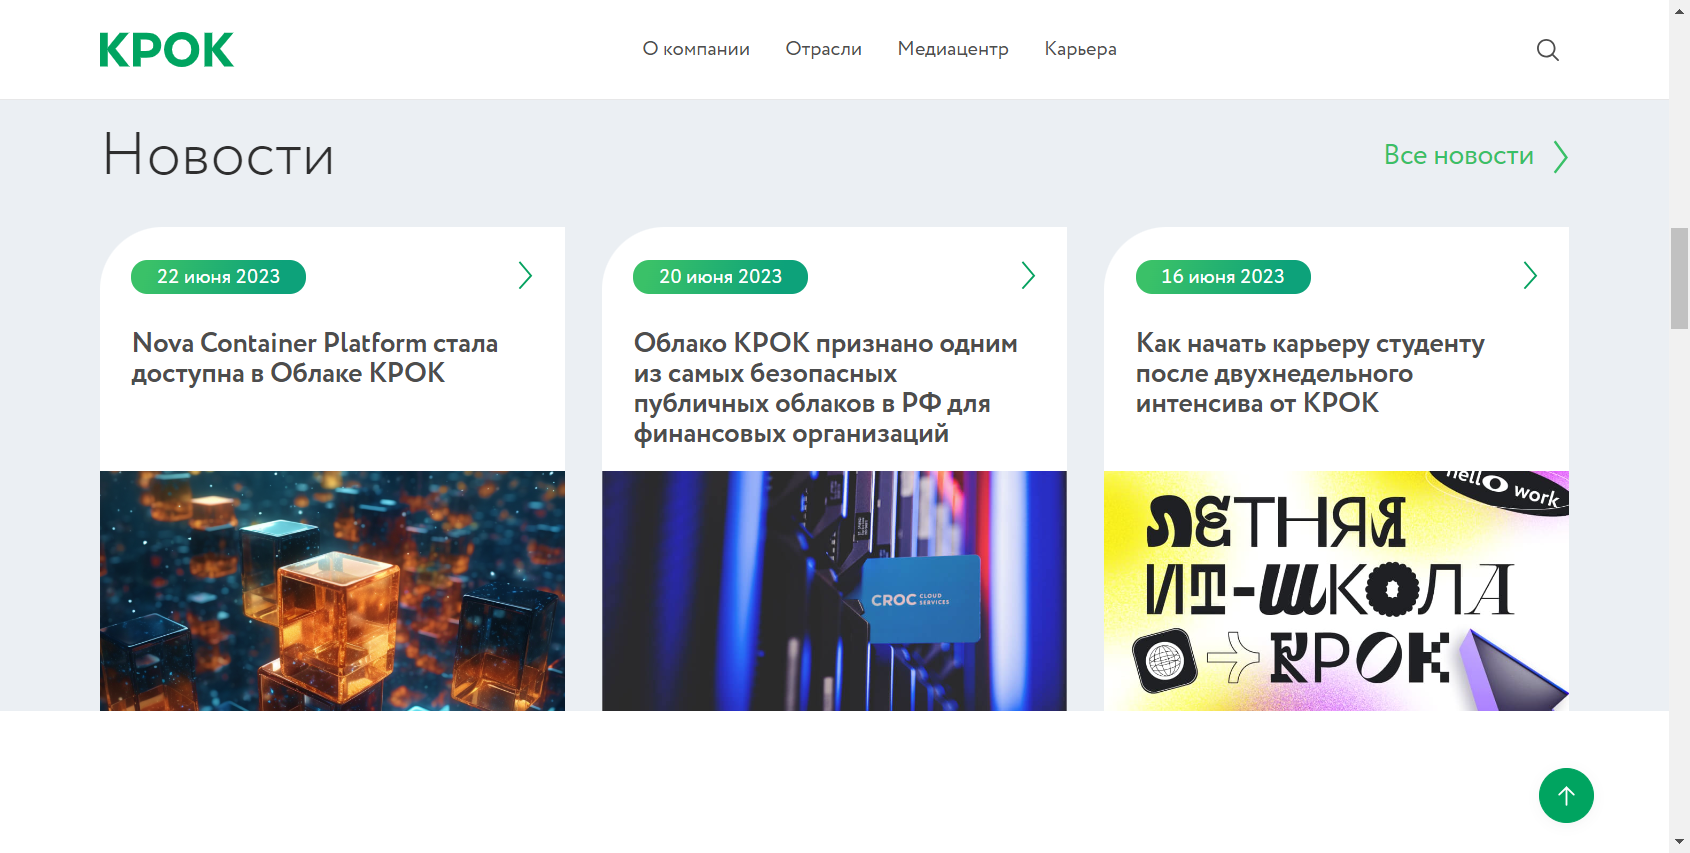 КРОК
О компании
Отрасли
Медиацентр
Карьера
Новости
Все новости
22 июня 2023
Nova Container Platform стала
доступна в Облаке КРОК
20 июня 2023
Облако КРОК признано одним
из самых безопасных
публичных облаков в РФ для
финансовых организаций
CROC CLOUD
SERVICES
16 июня 2023
Как начать карьеру студенту
после двухнедельного
интенсива от КРОК
hellO work
ЛЕТНЯЯ
ИТ-ШКОЛА
КРОК